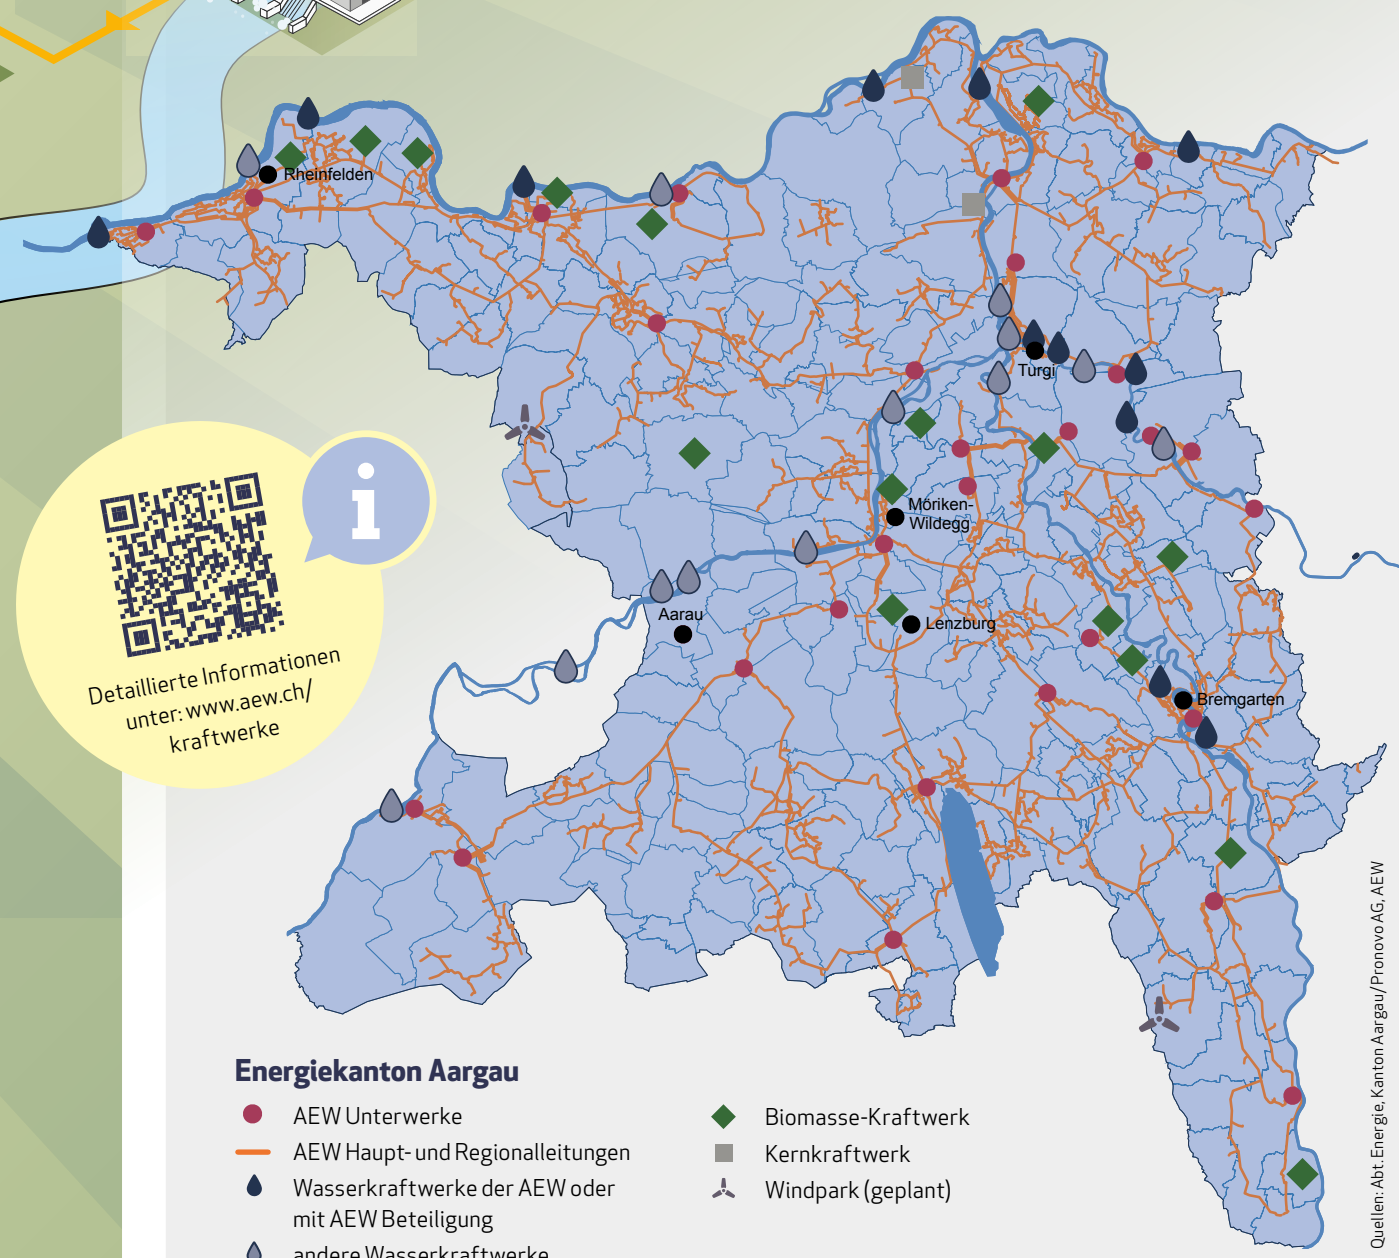 Rheinfelden
Turgi
Möriken-
Wildegg
Aarau
Lenzburg
Bremgarten
i
Detaillierte Informationen
unter: www.aew.ch/
kraftwerke
Energiekanton Aargau
AEW Unterwerke
AEW Haupt- und Regionalleitungen
Wasserkraftwerke der AEW oder
mit AEW Beteiligung
andere Wasserkraftwerke
Biomasse-Kraftwerk
Kernkraftwerk
Windpark (geplant)
Quellen: Abt. Energie, Kanton Aargau/Pronovo AG, AEW